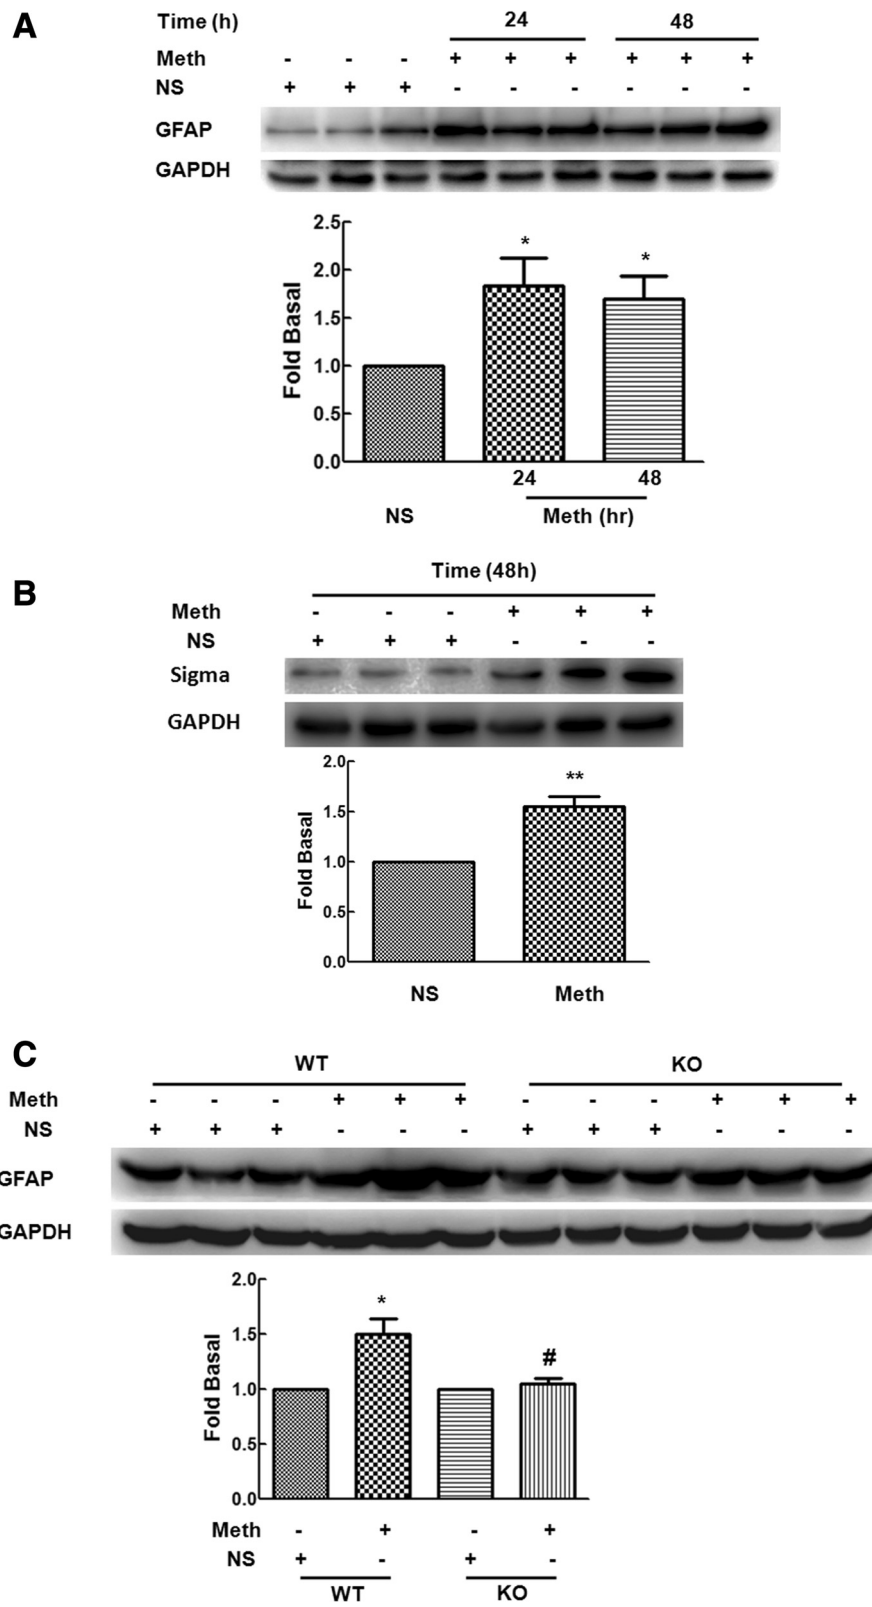 A
Time (h) 24 48
Meth - - - + + + + + +
NS + + + - - - - - -
GFAP
GAPDH
2.5
*
2.0
*
1.5
1.0
0.5
0.0
Fold Basal
24 48
NS Meth (hr)
B
Time (48h)
Meth - - - + + +
NS + + + - - -
Sigma
GAPDH
2.0
**
1.5
1.0
0.5
0.0
Fold Basal
NS Meth
C
WT KO
Meth - - - + + + - - - + + +
NS + + + - - - + + + - - -
GFAP
GAPDH
2.0
*
1.5
#
1.0
0.5
0.0
Fold Basal
Meth - + - +
NS + - + -
WT KO